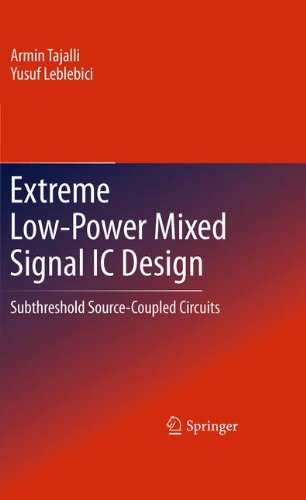 Armin Tajalli
Yusuf Leblebici
Extreme
Low-Power Mixed
Signal IC Design
Subthreshold Source-Coupled Circuits
Springer